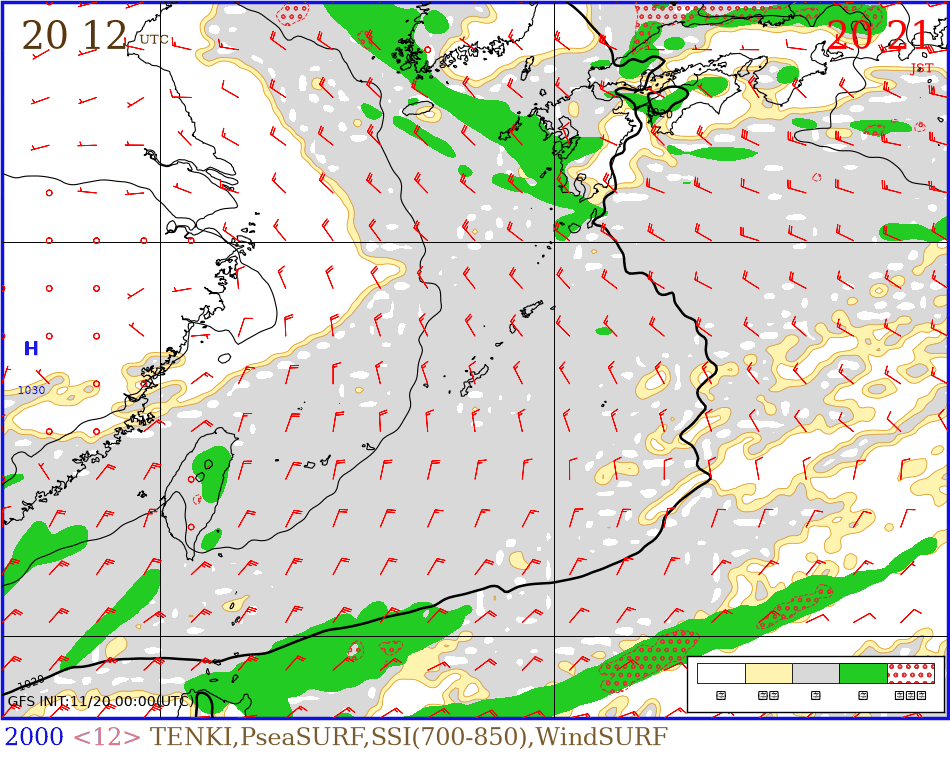 20 12 UTC
20 21
JST
1020
H
1030
1020
GFS INIT:11/20 00:00(UTC)
2000 <12> TENKI,PseaSURF,SSI(700-850),WindSURF